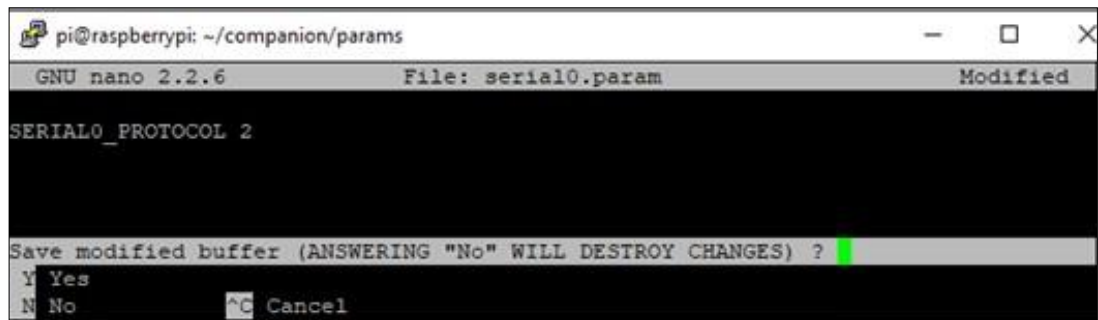 pi@raspberrypi: ~/companion/params
GNU nano 2.2.6 File: serial0.param Modified
SERIAL0_PROTOCOL 2
Save modified buffer (ANSWERING "No" WILL DESTROY CHANGES) ?
Y Yes
N No ^C Cancel